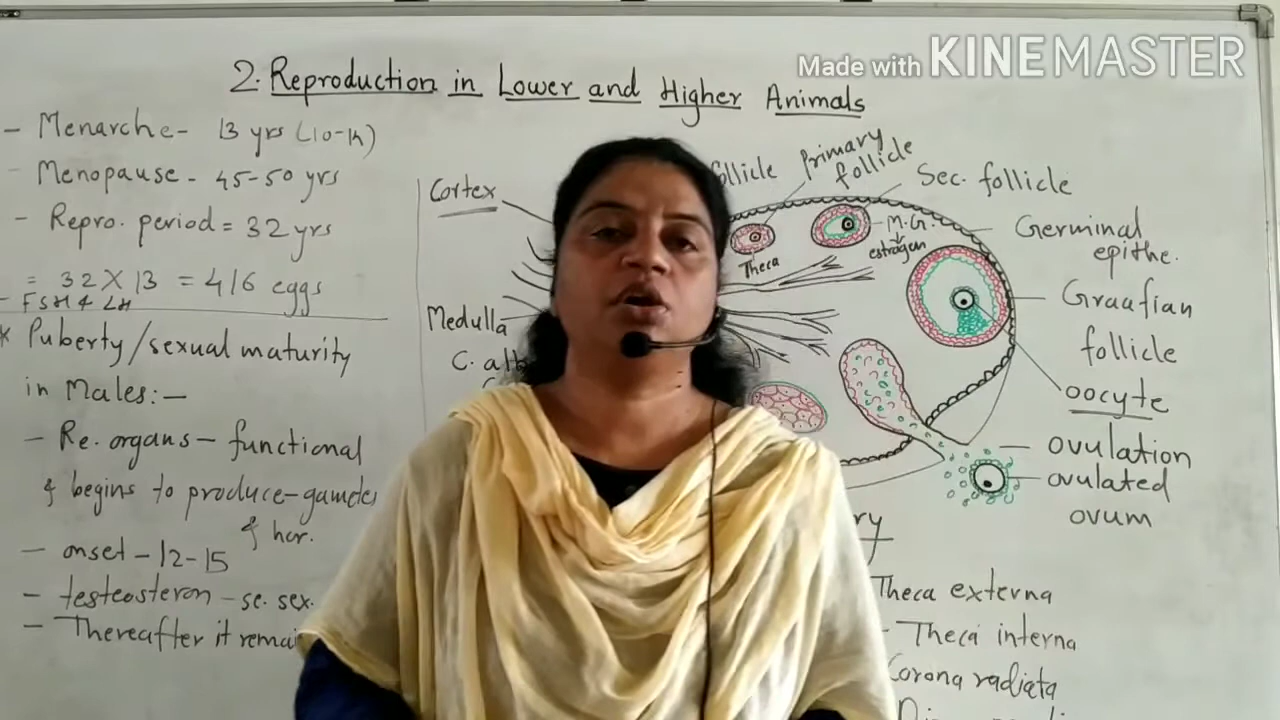 Made with KINEMASTER
2. Reproduction in Lower and Higher Animals
- Menarche - 13 yrs (10-14)
- Menopause - 45-50 yrs
- Repro. period = 32 yrs
= 32 X 13 = 416 eggs
- FSH & LH
* Puberty/sexual maturity
in Males:-
- Re. organs - functional
& begins to produce-gametes
& hor.
- onset - 12-15
- testeosteron - se. sex.
- Thereafter it remai
Cortex
Medulla
C. alb
follicle
Primary
follicle
Sec. follicle
M.G.
estrogen
Theca
Germinal
epithe.
Graafian
follicle
oocyte
ovulation
ovulated
ovum
ry
Theca externa
- Theca interna
Corona radiata